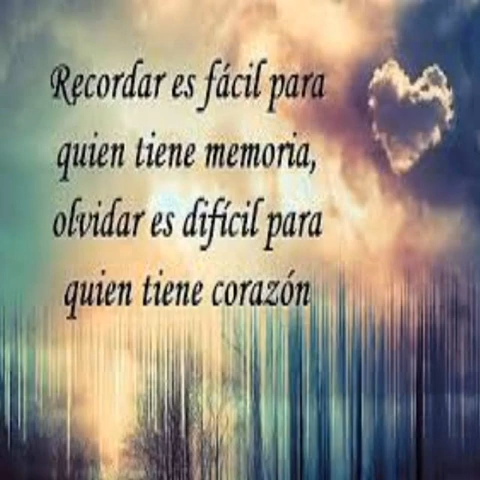 Recordar es fácil para
quien tiene memoria,
olvidar es difícil para
quien tiene corazón